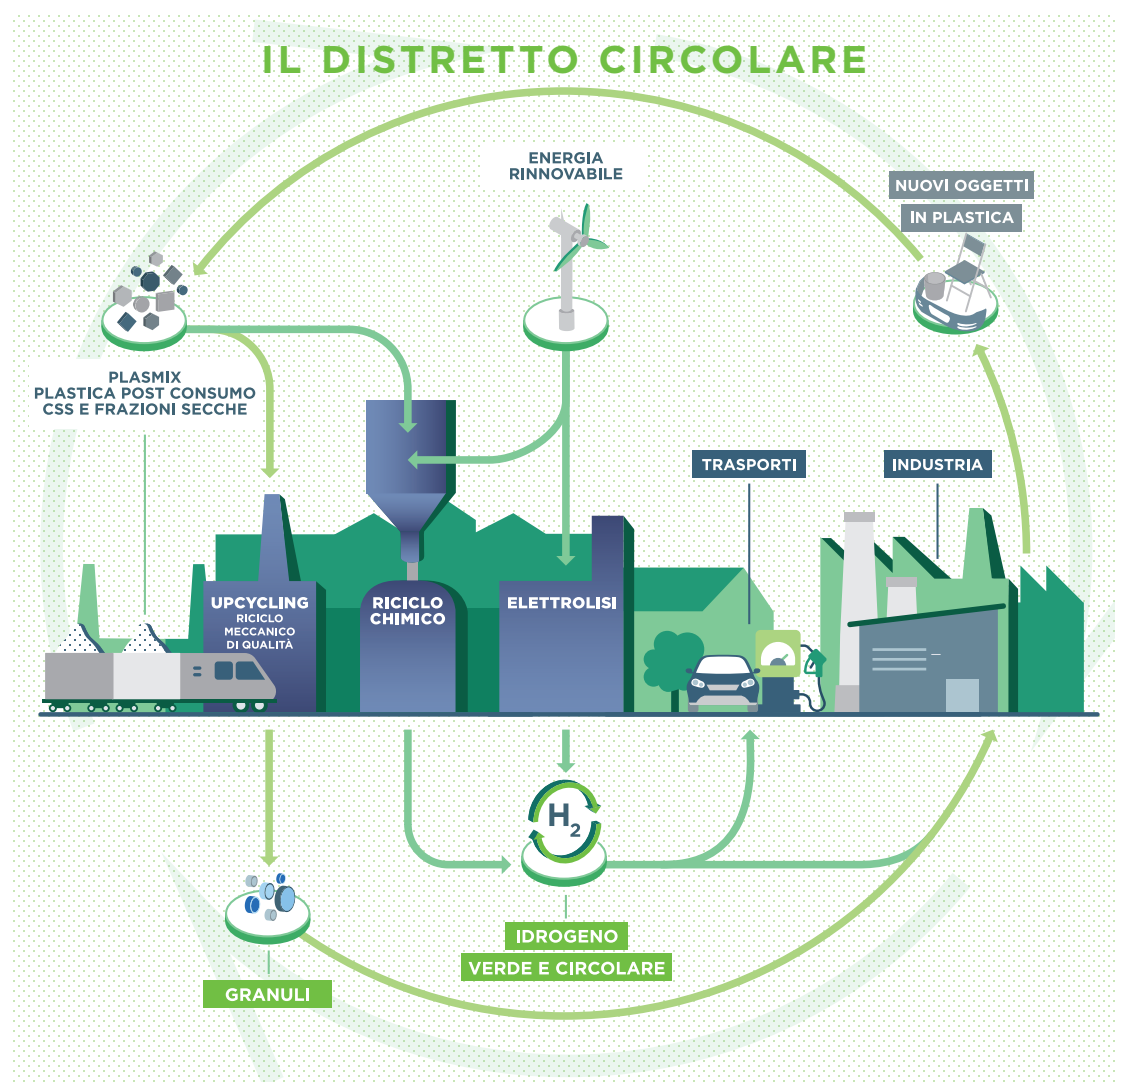 IL DISTRETTO CIRCOLARE
ENERGIA
RINNOVABILE
NUOVI OGGETTI
IN PLASTICA
PLASMIX
PLASTICA POST CONSUMO
CSS E FRAZIONI SECCHE
TRASPORTI
INDUSTRIA
UPCYCLING
RICICLO
MECCANICO
DI QUALITÀ
RICICLO
CHIMICO
ELETTROLISI
H2
IDROGENO
VERDE E CIRCOLARE
GRANULI